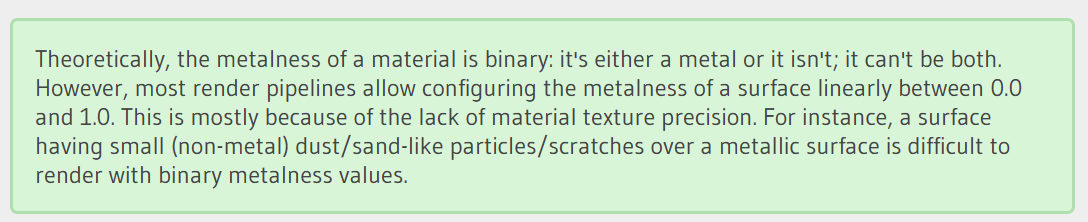 Theoretically, the metalness of a material is binary: it's either a metal or it isn't; it can't be both.
However, most render pipelines allow configuring the metalness of a surface linearly between 0.0
and 1.0. This is mostly because of the lack of material texture precision. For instance, a surface
having small (non-metal) dust/sand-like particles/scratches over a metallic surface is difficult to
render with binary metalness values.